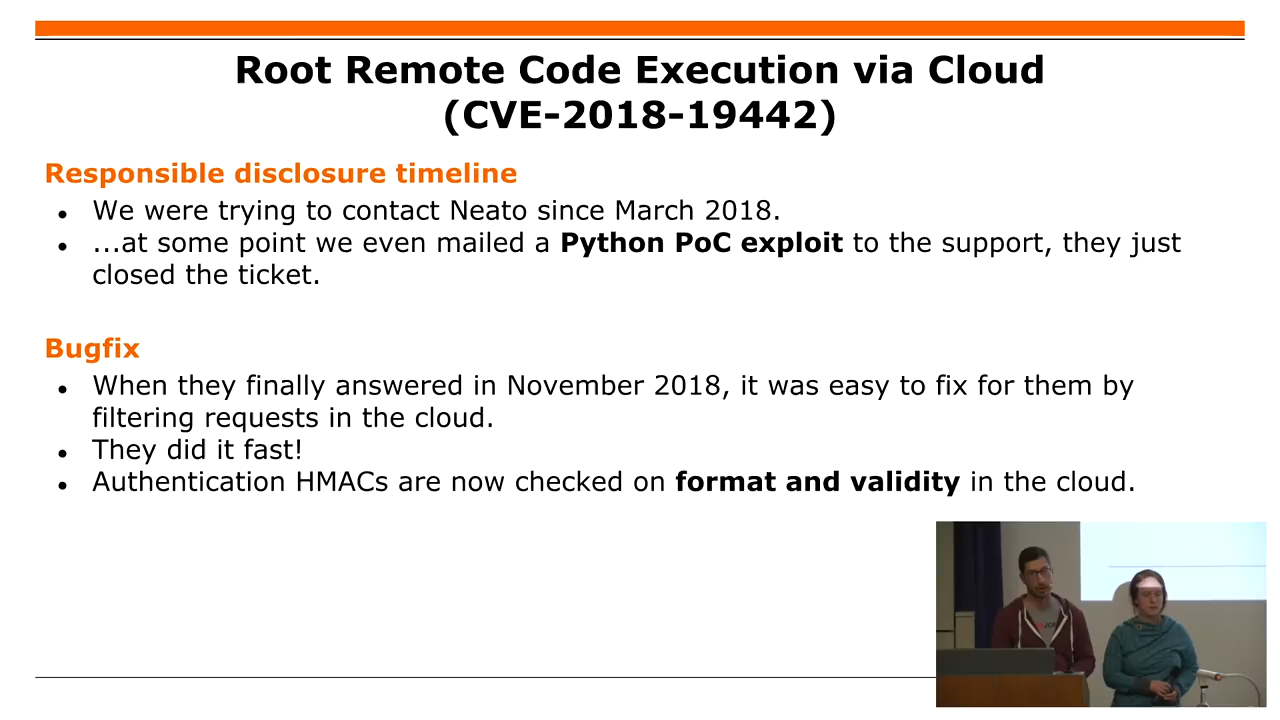 Root Remote Code Execution via Cloud
(CVE-2018-19442)
Responsible disclosure timeline
● We were trying to contact Neato since March 2018.
● ...at some point we even mailed a Python PoC exploit to the support, they just
closed the ticket.
Bugfix
● When they finally answered in November 2018, it was easy to fix for them by
filtering requests in the cloud.
● They did it fast!
● Authentication HMACs are now checked on format and validity in the cloud.